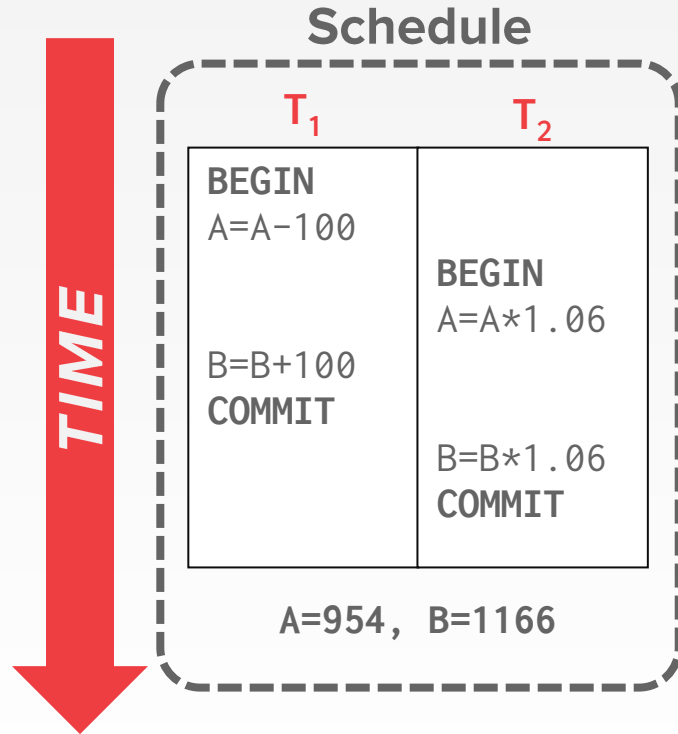 Schedule
TIME
T₁
T₂
BEGIN
A=A-100
BEGIN
A=A*1.06
B=B+100
COMMIT
B=B*1.06
COMMIT
A=954, B=1166